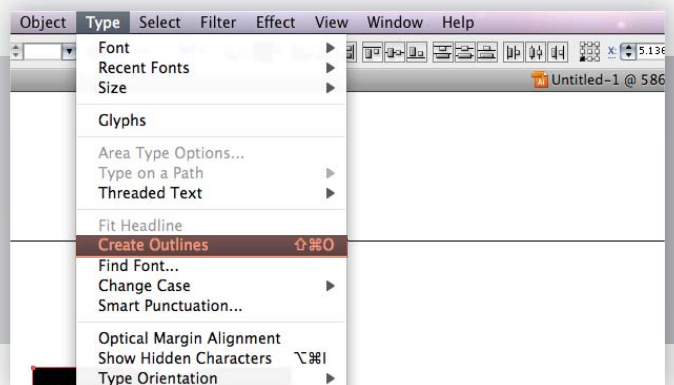 Object Type Select Filter Effect View Window Help
X: 5.136
Untitled-1 @ 586
Font
Recent Fonts
Size
Glyphs
Area Type Options...
Type on a Path
Threaded Text
Fit Headline
Create Outlines ⇧⌘O
Find Font...
Change Case
Smart Punctuation...
Optical Margin Alignment
Show Hidden Characters ⌥⌘I
Type Orientation